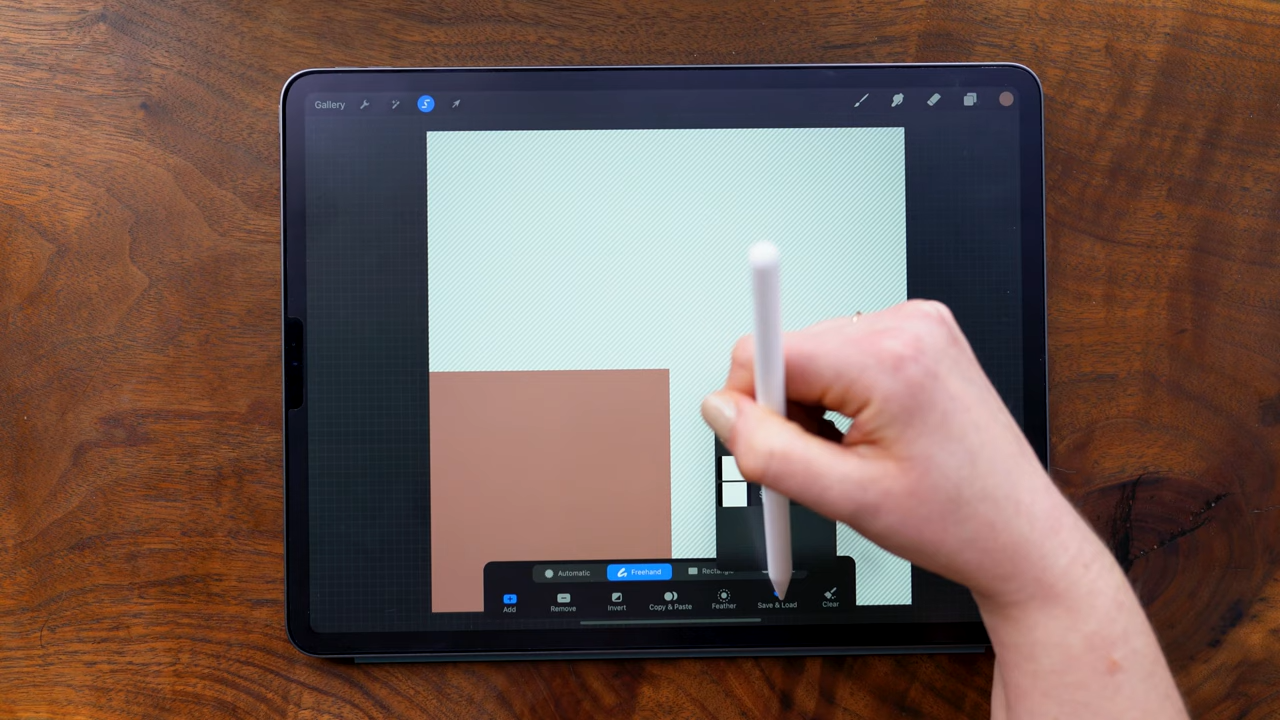 Gallery
Automatic Freehand
Add Remove Invert Copy & Paste Feather Save & Load Clear